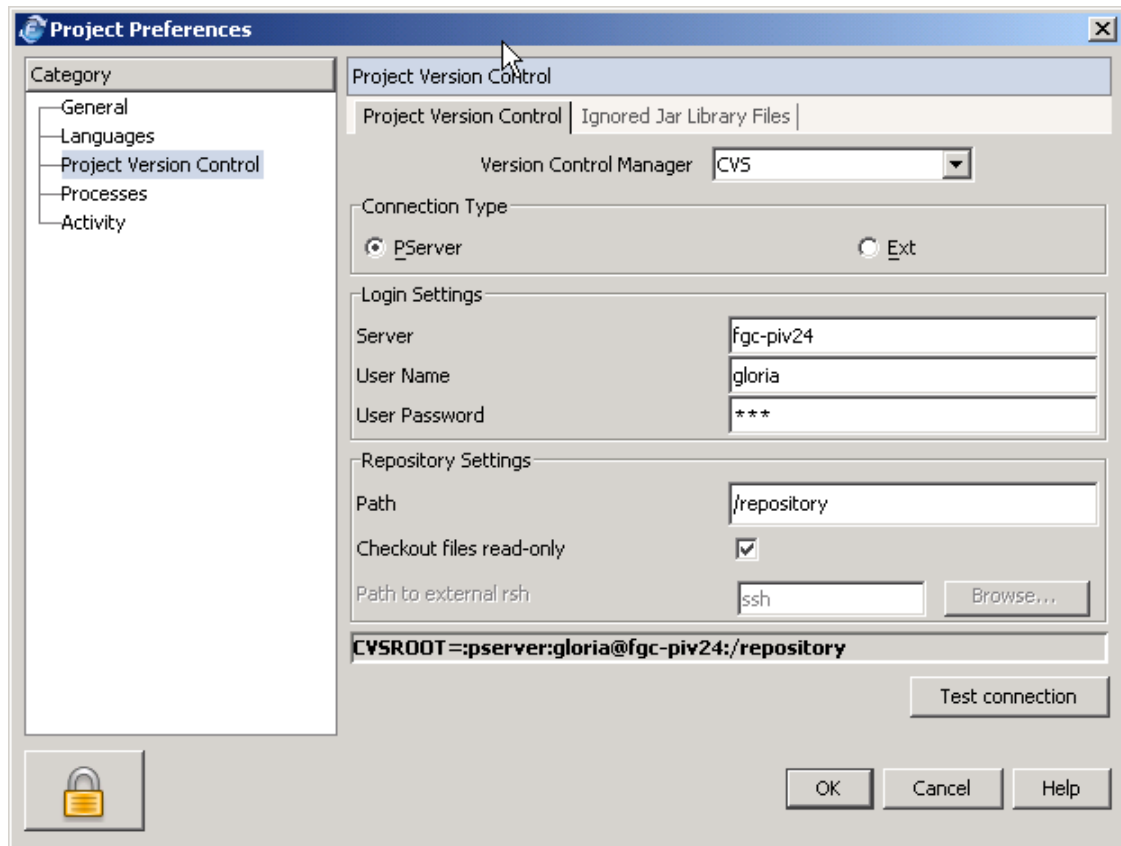 Project Preferences
Category
General
Languages
Project Version Control
Processes
Activity
Project Version Control
Project Version Control | Ignored Jar Library Files
Version Control Manager CVS
Connection Type
PServer Ext
Login Settings
Server fgc-piv24
User Name gloria
User Password ***
Repository Settings
Path /repository
Checkout files read-only
Path to external rsh ssh Browse...
CVSROOT=:pserver:gloria@fgc-piv24:/repository
Test connection
OK Cancel Help